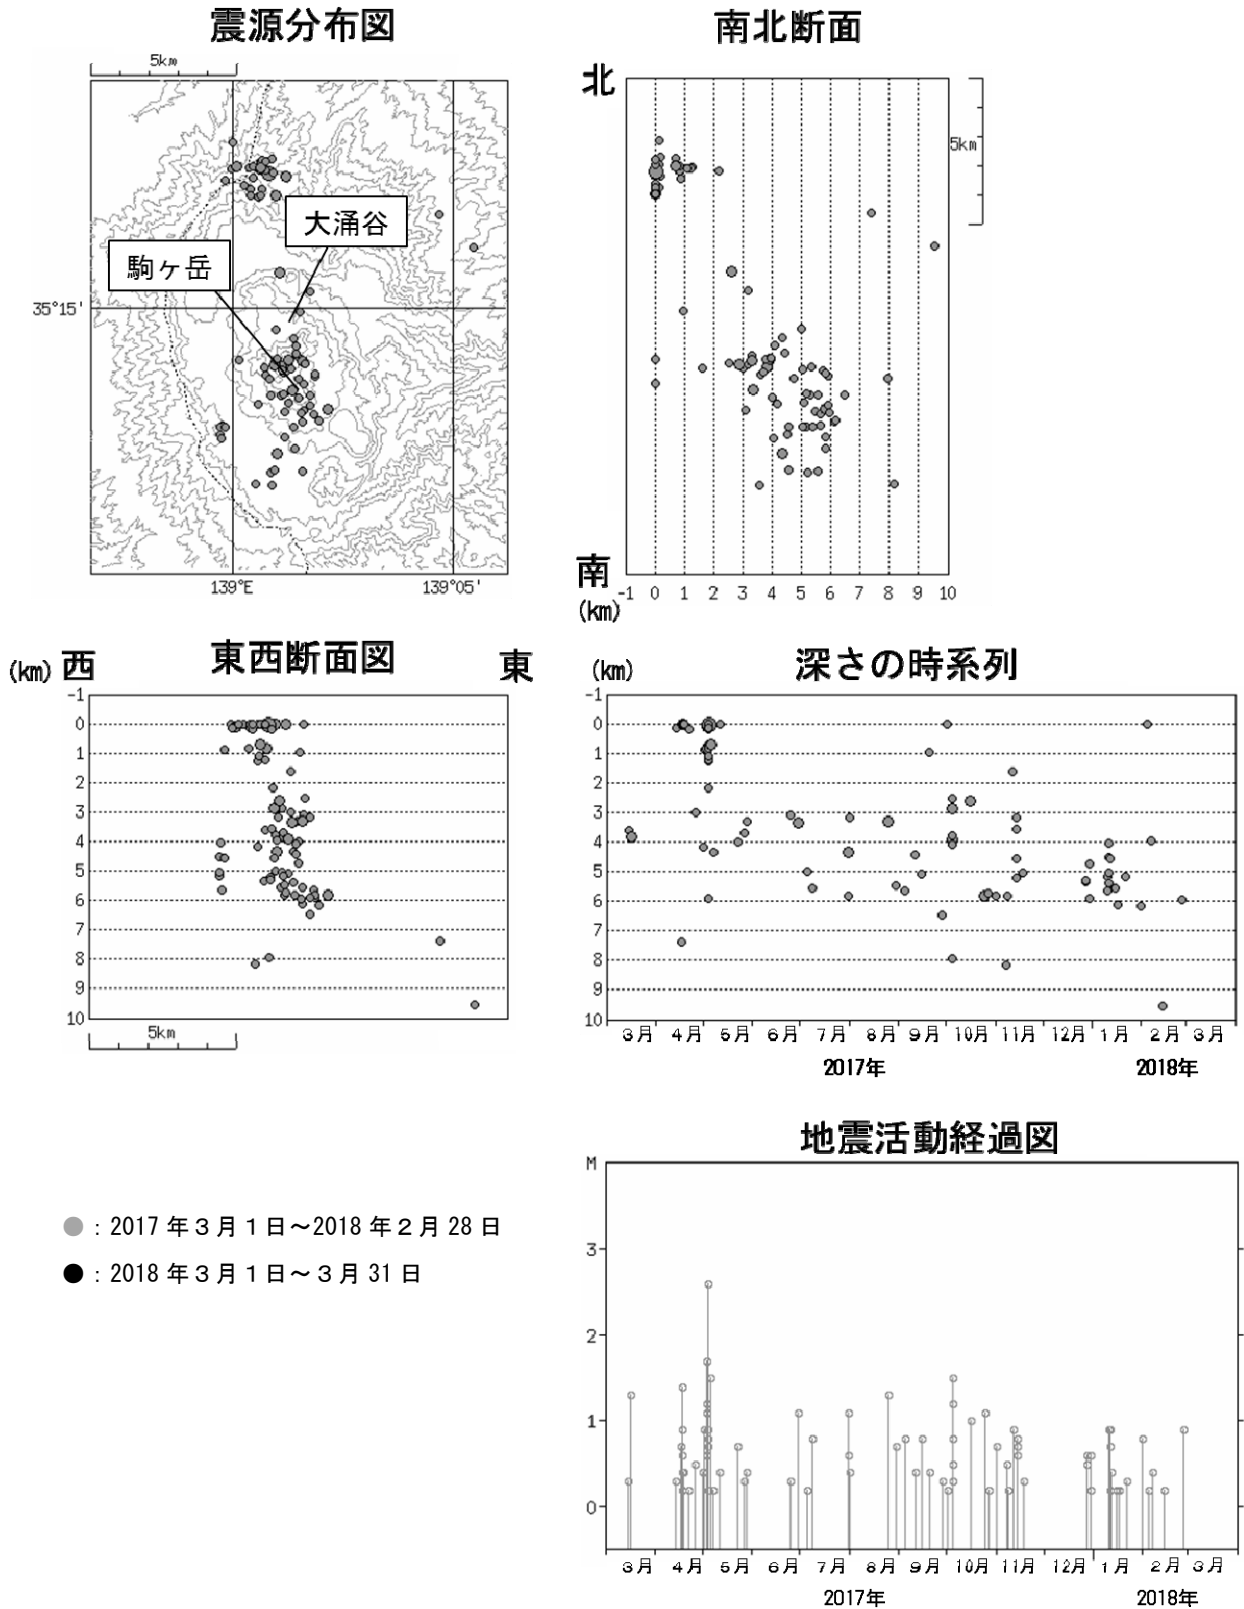 震源分布図
南北断面
5km
北
5km
大涌谷
駒ヶ岳
35°15'
139°E
139°05'
南
-1 0 1 2 3 4 5 6 7 8 9 10
(km)
(km) 西 東西断面図 東
-1
0
1
2
3
4
5
6
7
8
9
10
5km
(km) 深さの時系列
-1
0
1
2
3
4
5
6
7
8
9
10
3月 4月 5月 6月 7月 8月 9月 10月 11月 12月 1月 2月 3月
2017年 2018年
地震活動経過図
M
3
2
1
0
3月 4月 5月 6月 7月 8月 9月 10月 11月 12月 1月 2月 3月
2017年 2018年
●：2017年３月１日～2018年２月28日
●：2018年３月１日～３月31日